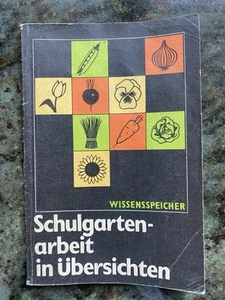 WISSENSSPEICHER
Schulgarten-
arbeit
in Übersichten